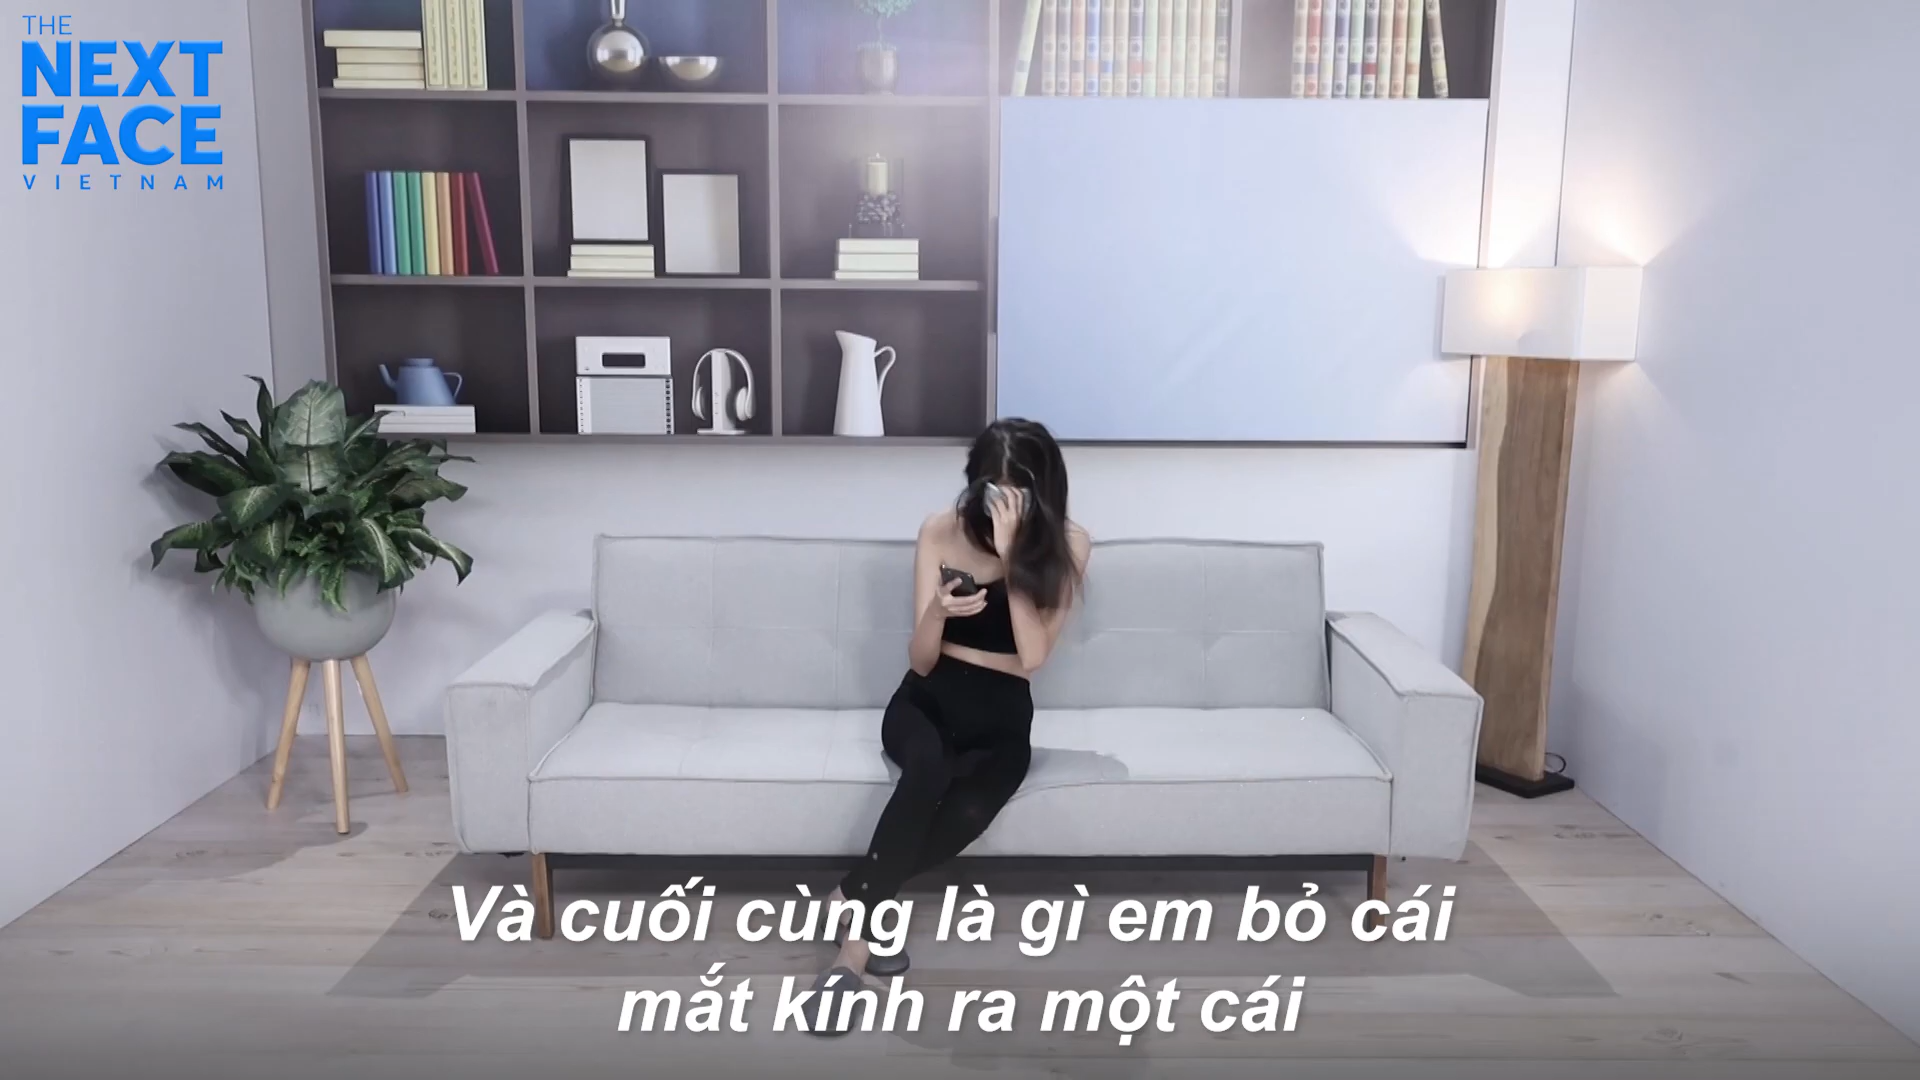 THE
NEXT
FACE
VIETNAM
Và cuối cùng là gì em bỏ cái
mắt kính ra một cái